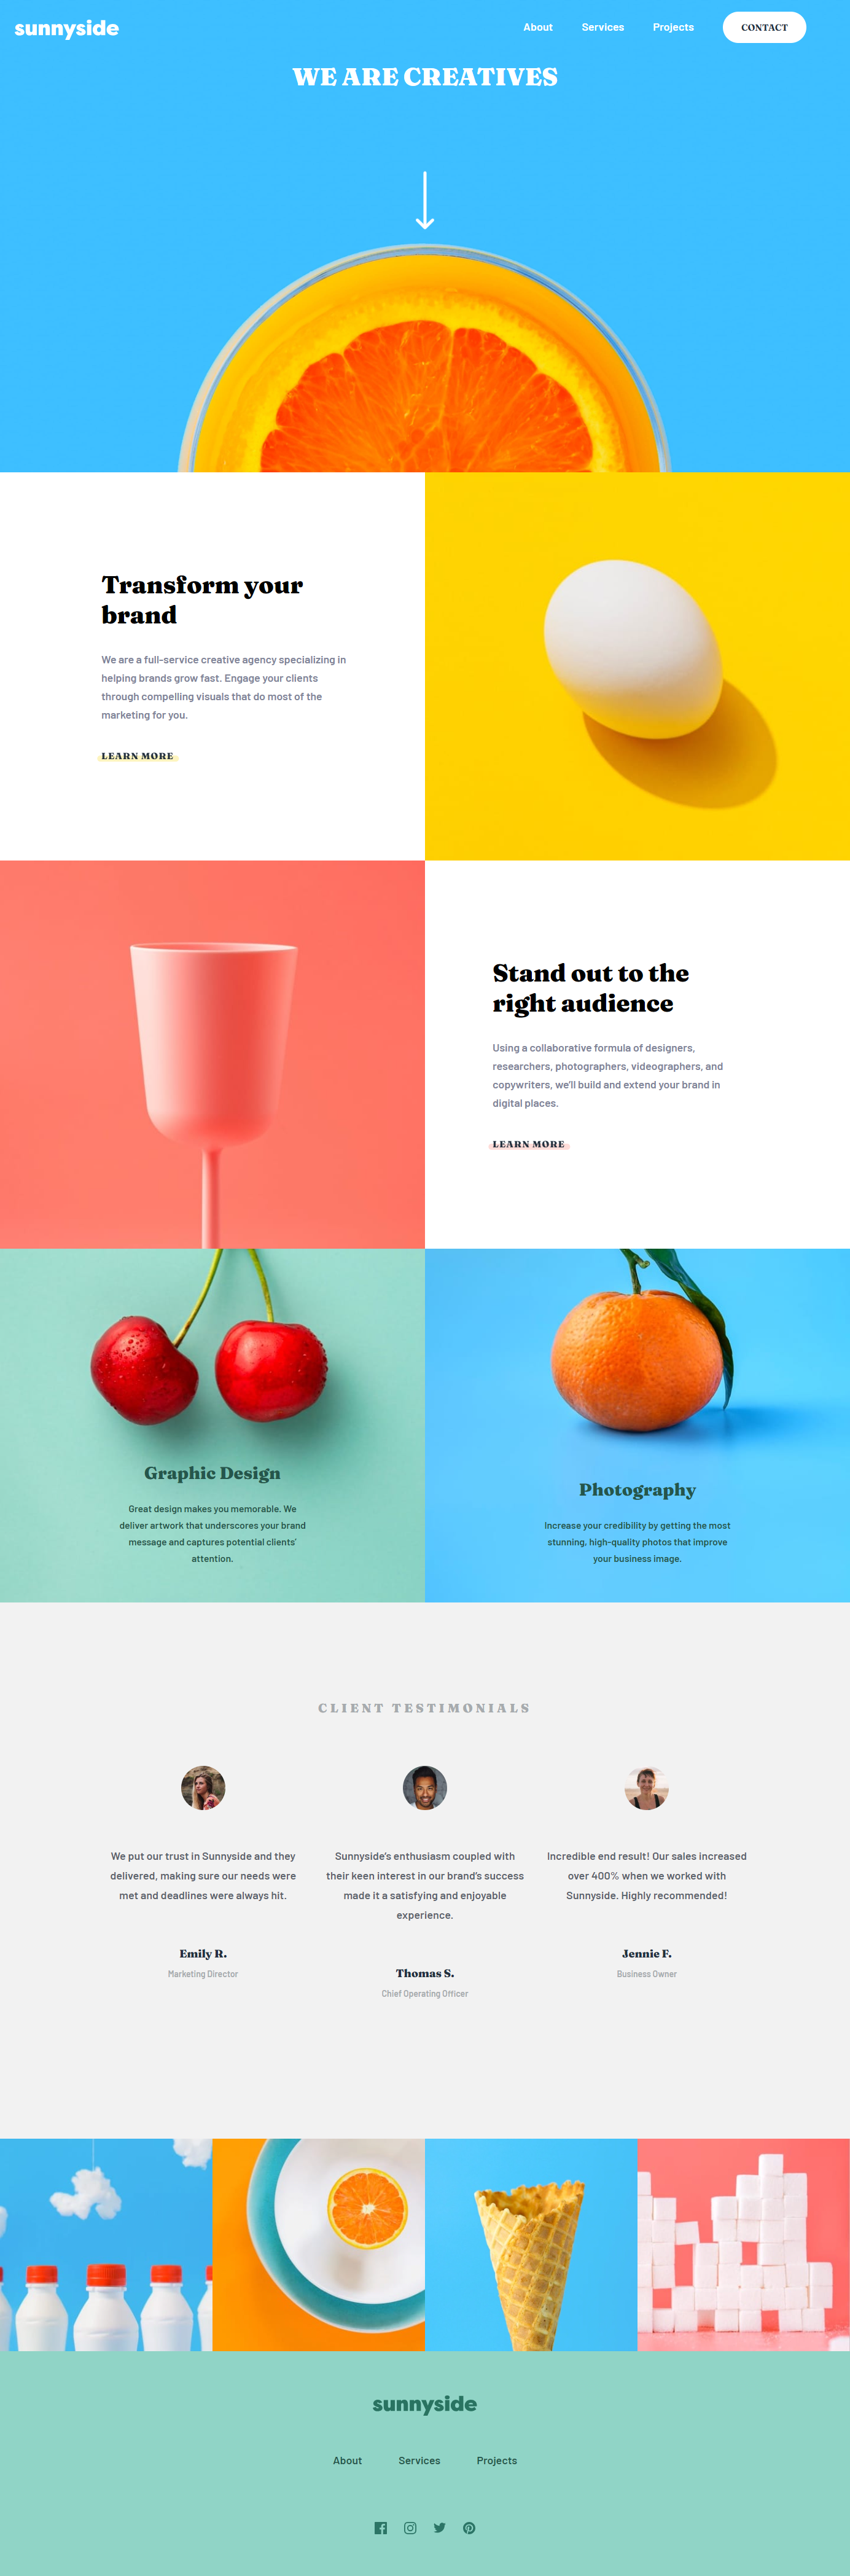 sunnyside
About Services Projects CONTACT
WE ARE CREATIVES
Transform your
brand
We are a full-service creative agency specializing in
helping brands grow fast. Engage your clients
through compelling visuals that do most of the
marketing for you.
LEARN MORE
Stand out to the
right audience
Using a collaborative formula of designers,
researchers, photographers, videographers, and
copywriters, we'll build and extend your brand in
digital places.
LEARN MORE
Graphic Design
Great design makes you memorable. We
deliver artwork that underscores your brand
message and captures potential clients'
attention.
Photography
Increase your credibility by getting the most
stunning, high-quality photos that improve
your business image.
CLIENT TESTIMONIALS
We put our trust in Sunnyside and they
delivered, making sure our needs were
met and deadlines were always hit.
Emily R.
Marketing Director
Sunnyside's enthusiasm coupled with
their keen interest in our brand's success
made it a satisfying and enjoyable
experience.
Thomas S.
Chief Operating Officer
Incredible end result! Our sales increased
over 400% when we worked with
Sunnyside. Highly recommended!
Jennie F.
Business Owner
sunnyside
About Services Projects